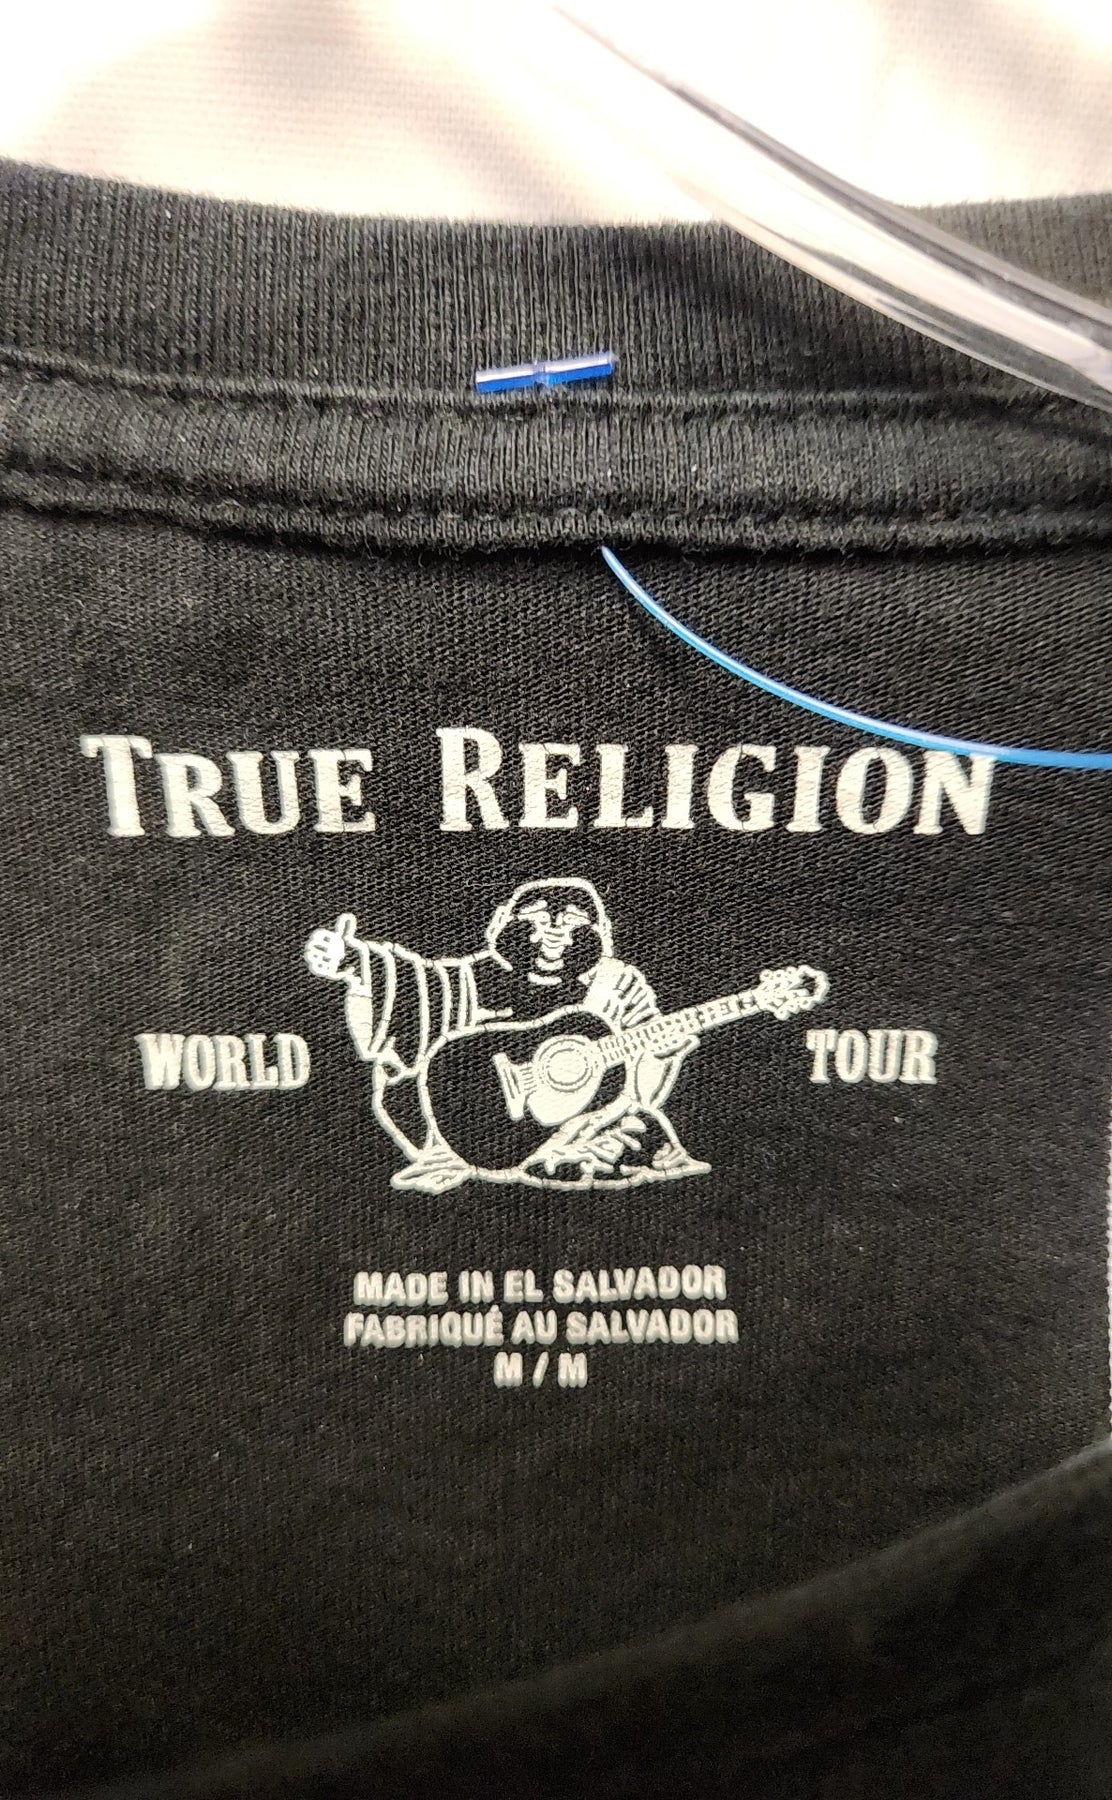 TRUE RELIGION
WORLD TOUR
MADE IN EL SALVADOR
FABRIQUÉ AU SALVADOR
M / M